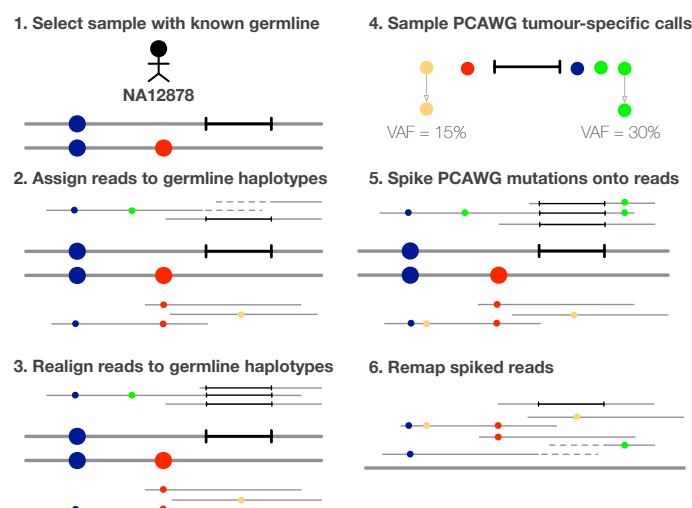 1. Select sample with known germline
NA12878
2. Assign reads to germline haplotypes
3. Realign reads to germline haplotypes
4. Sample PCAWG tumour-specific calls
VAF = 15%
VAF = 30%
5. Spike PCAWG mutations onto reads
6. Remap spiked reads